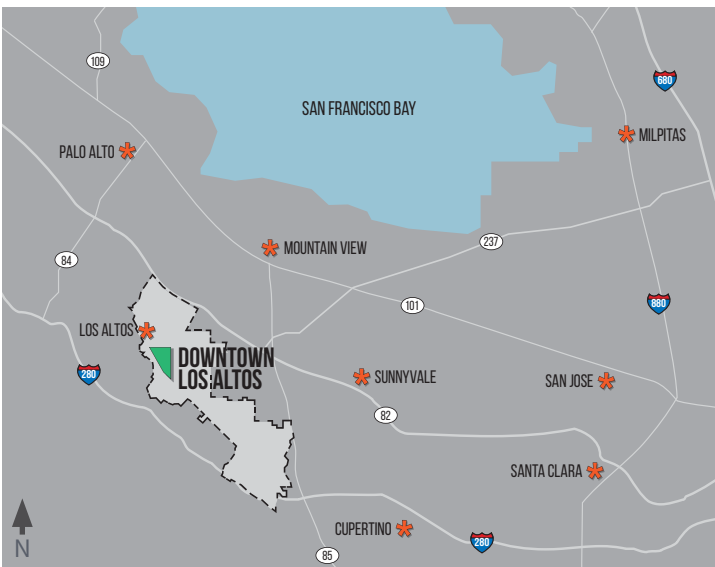 109
680
SAN FRANCISCO BAY
MILPITAS
PALO ALTO
237
MOUNTAIN VIEW
84
101
880
LOS ALTOS
DOWNTOWN
LOS ALTOS
280
SUNNYVALE
SAN JOSE
82
SANTA CLARA
CUPERTINO
280
N
85